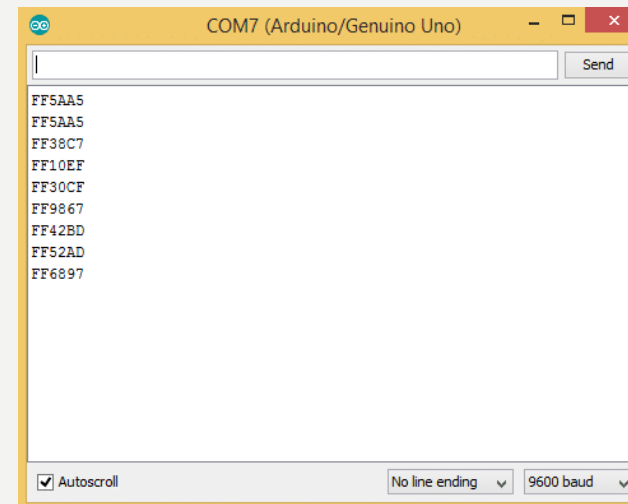 COM7 (Arduino/Genuino Uno)
Send
FF5AA5
FF5AA5
FF38C7
FF10EF
FF30CF
FF9867
FF42BD
FF52AD
FF6897
Autoscroll
No line ending
9600 baud